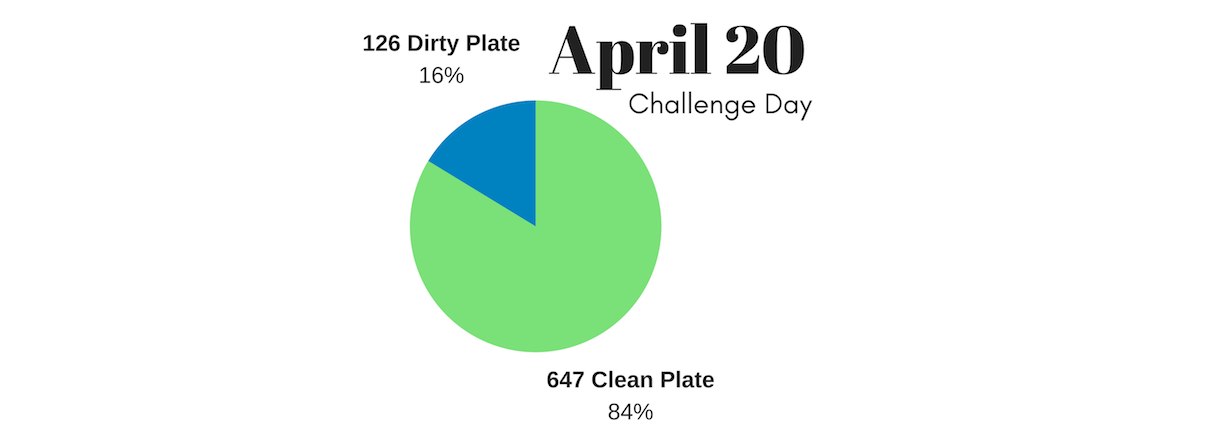 126 Dirty Plate
16%
April 20
Challenge Day
647 Clean Plate
84%